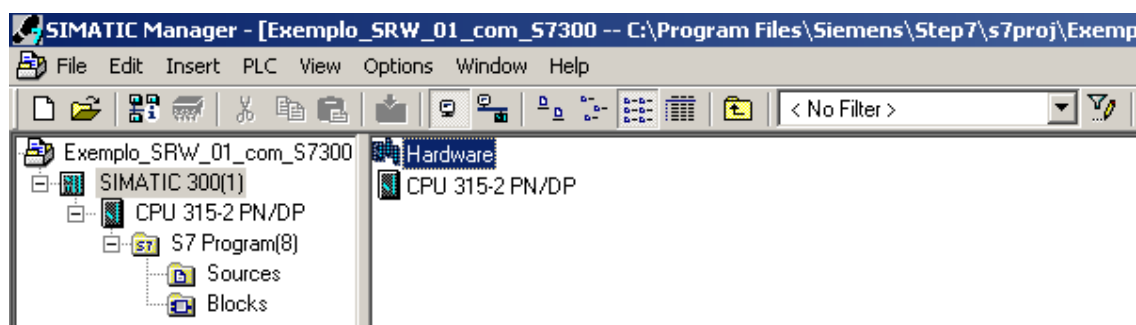 SIMATIC Manager - [Exemplo_SRW_01_com_S7300 -- C:\Program Files\Siemens\Step7\s7proj\Exemp
File Edit Insert PLC View Options Window Help
< No Filter >
Exemplo_SRW_01_com_S7300
SIMATIC 300(1)
CPU 315-2 PN/DP
S7 Program(8)
Sources
Blocks
Hardware
CPU 315-2 PN/DP